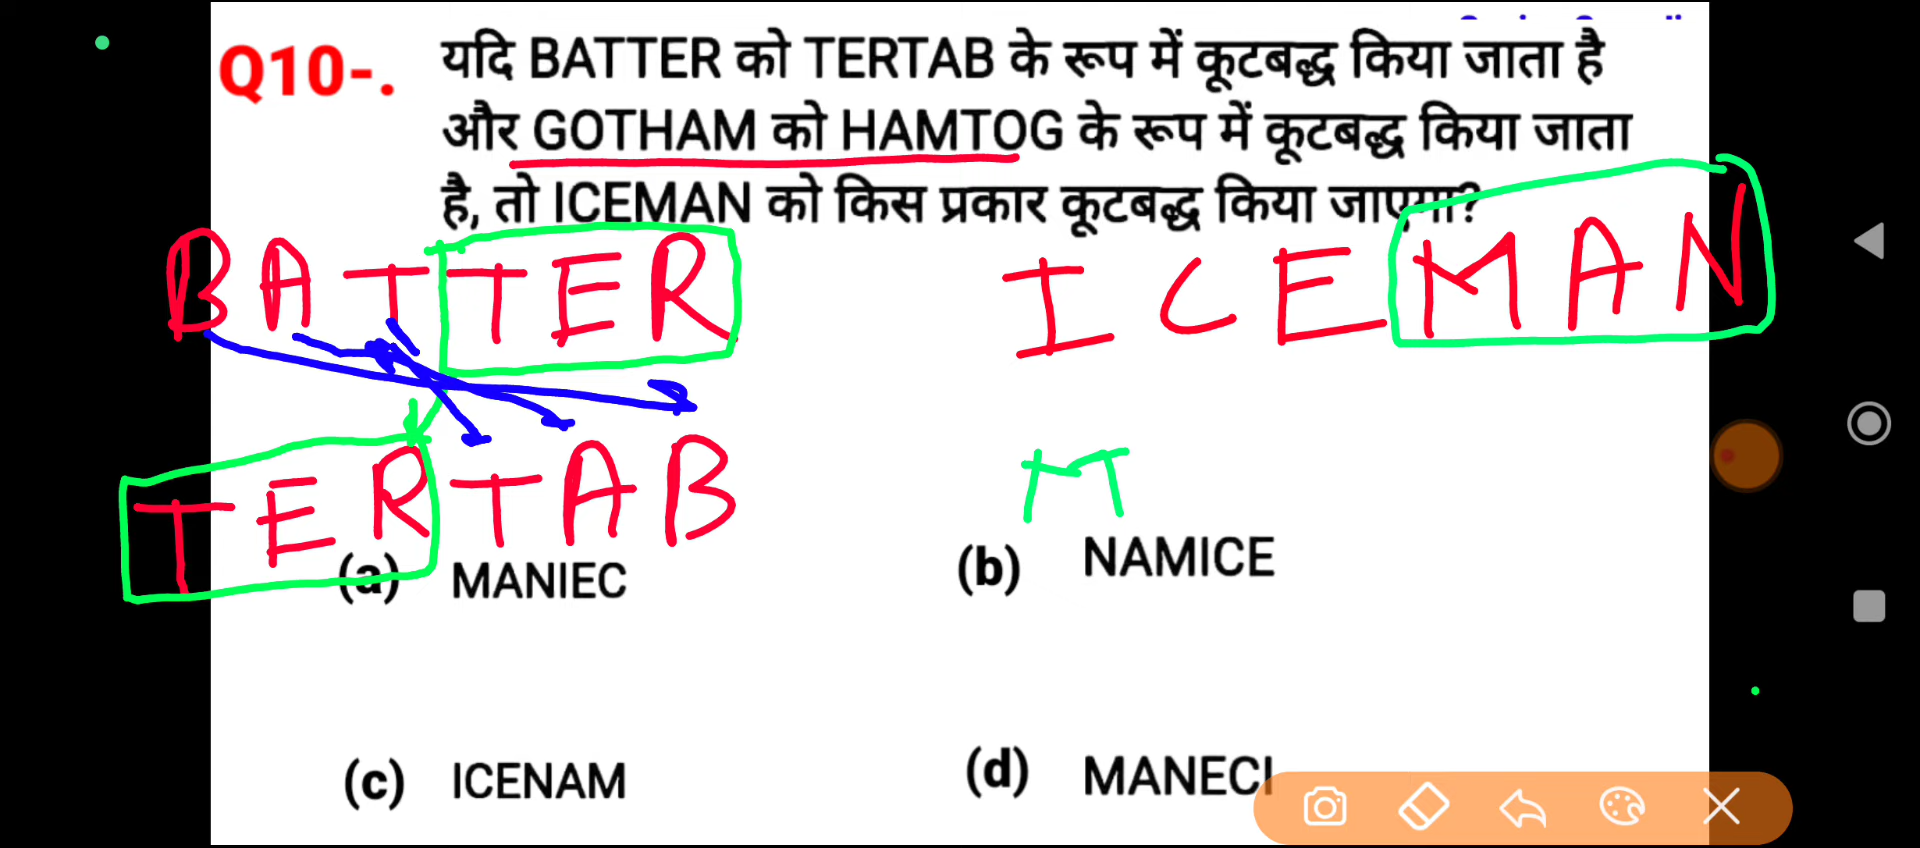 Q10-. यदि BATTER को TERTAB के रूप में कूटबद्ध किया जाता है
और GOTHAM को HAMTOG के रूप में कूटबद्ध किया जाता
है, तो ICEMAN को किस प्रकार कूटबद्ध किया जाएगा?
BATTER ICEMAN
TERTAB M
(a) MANIEC (b) NAMICE
(c) ICENAM (d) MANECI